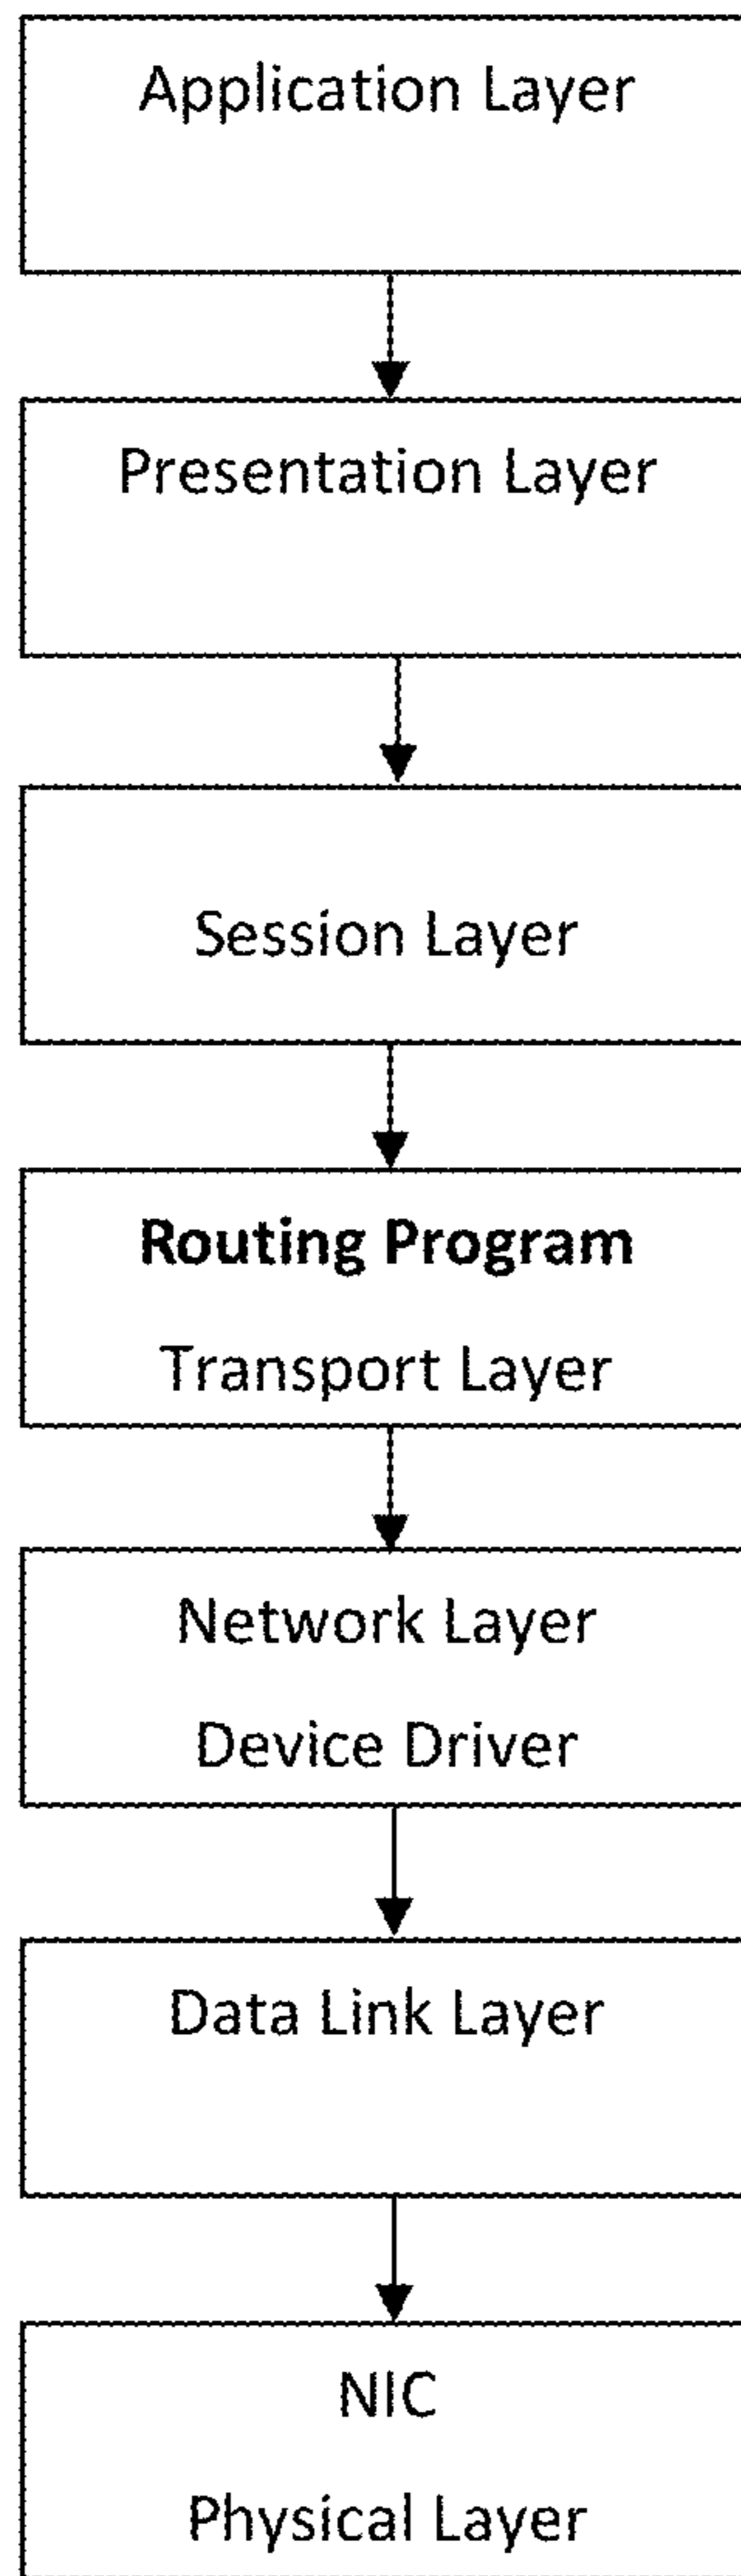 Application Layer
Presentation Layer
Session Layer
Routing Program
Transport Layer
Network Layer
Device Driver
Data Link Layer
NIC
Physical Layer